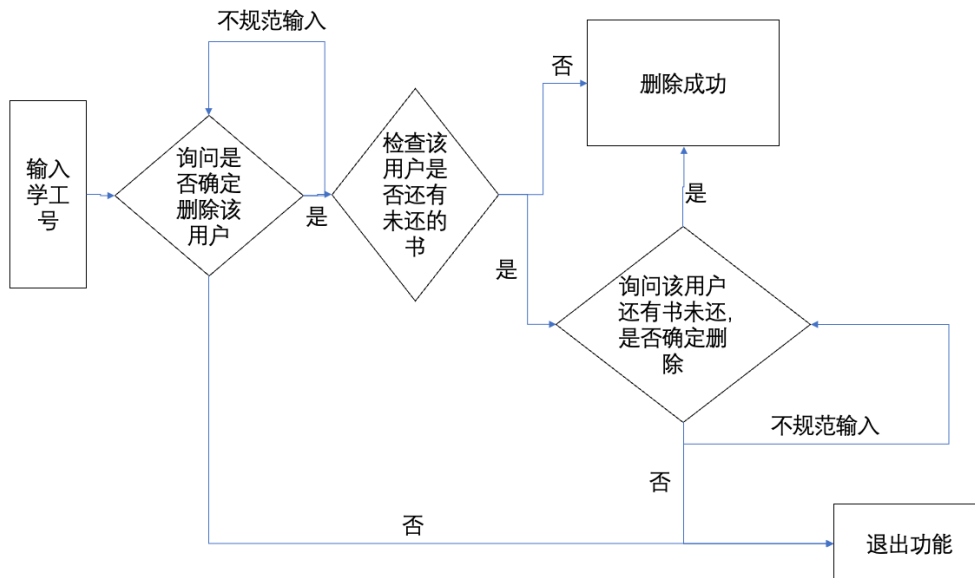 不规范输入
输入
学工
号
询问是
否确定
删除该
用户
是
检查该
用户是
否还有
未还的
书
否
删除成功
是
是
询问该用户
还有书未还,
是否确定删
除
不规范输入
否
否
退出功能